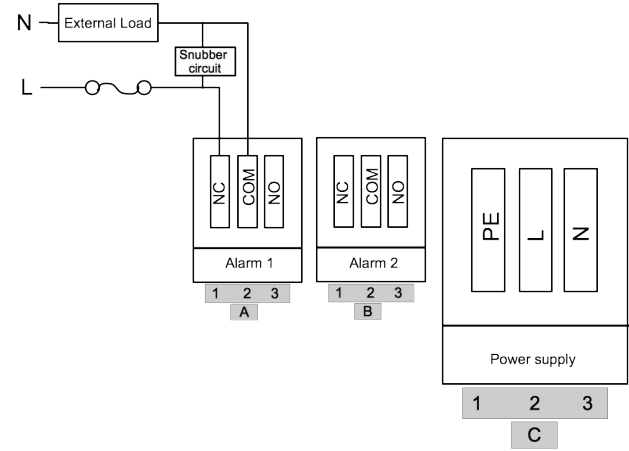 N External Load
Snubber
circuit
L
NC COM NO
NC COM NO
PE L N
Alarm 1
Alarm 2
1 2 3
1 2 3
A
B
Power supply
1 2 3
C